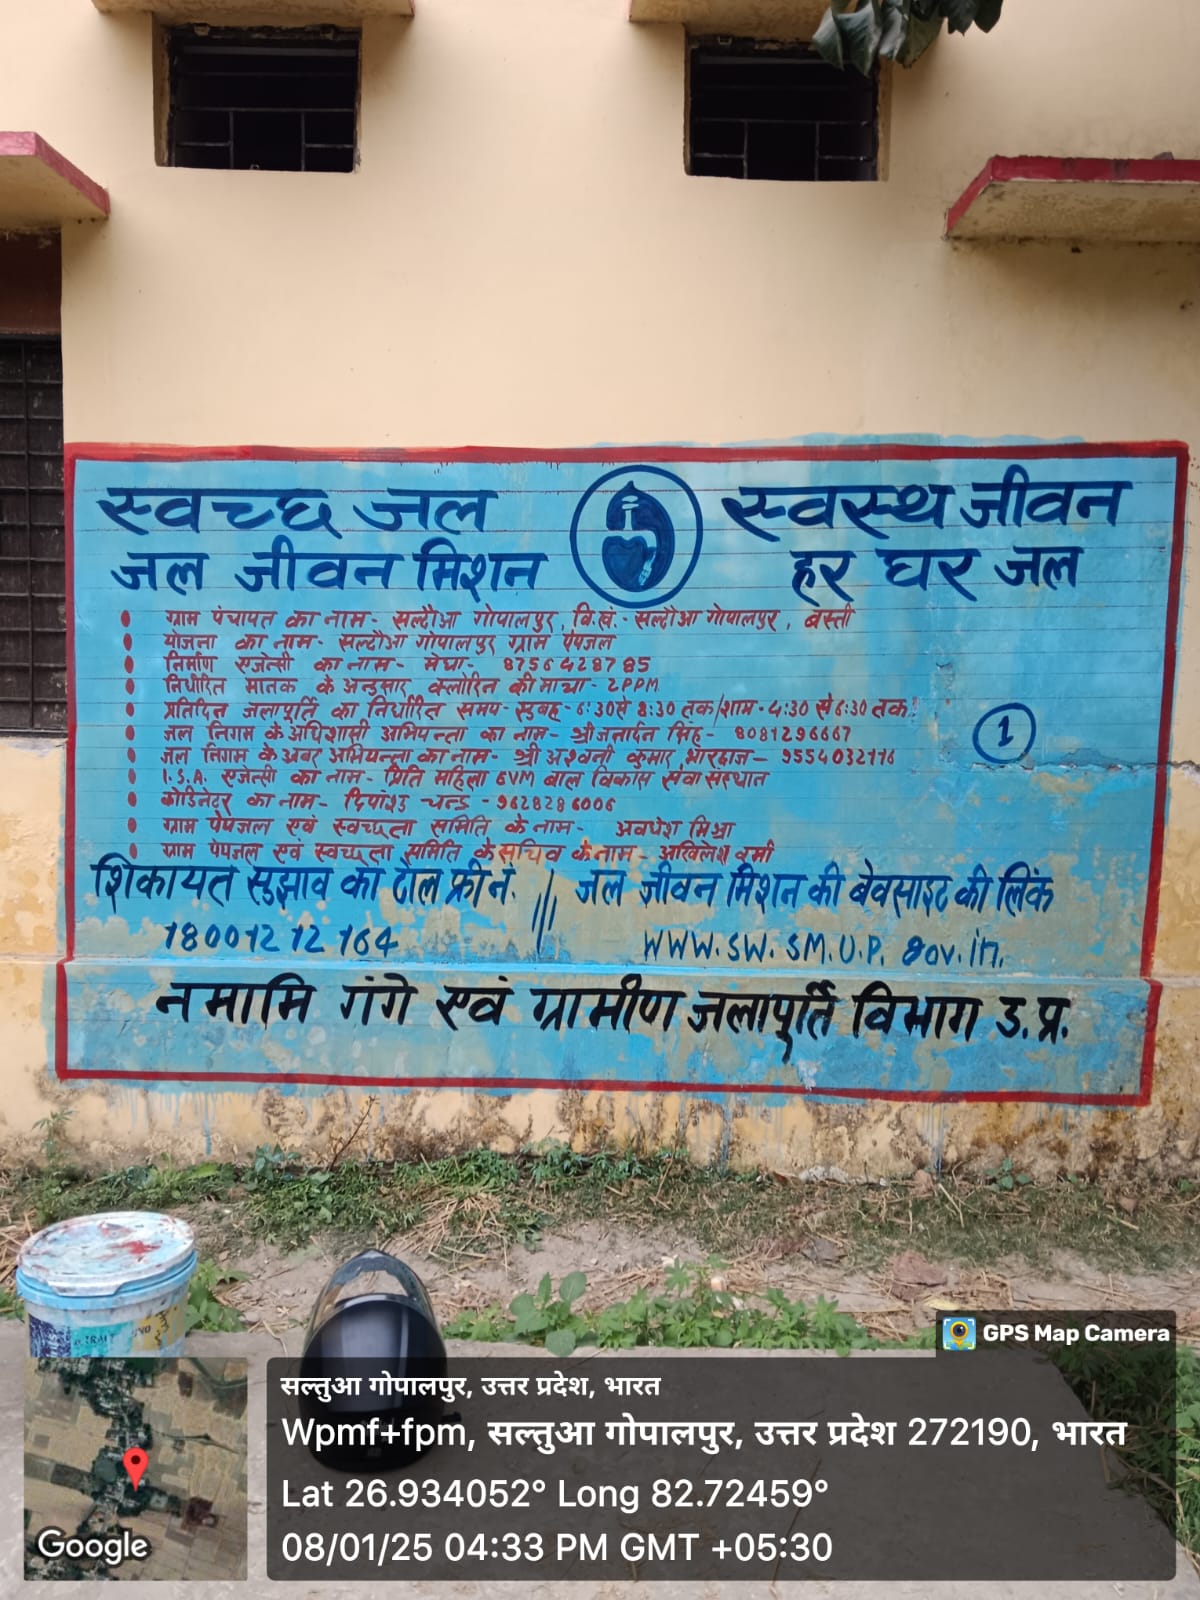 स्वच्छ जल स्वस्थ जीवन
जल जीवन मिशन हर घर जल
• ग्राम पंचायत का नाम- सल्टौआ गोपालपुर, वि.खं.- सल्टौआ गोपालपुर, बस्ती
• योजना का नाम- सल्टौआ गोपालपुर ग्राम पेयजल
• निर्माण एजेन्सी का नाम- मेघा- 8756428785
• निर्धारित मानक के अनुसार क्लोरिन की मात्रा- 2PPM
• प्रतिदिन जलापूर्ति का निर्धारित समय- सुबह- 6:30से 8:30 तक/शाम- 4:30 से 6:30 तक
• जल निगम के अधिशासी अभियन्ता का नाम- श्री जनार्दन सिंह- 8081296667
• जल निगम के अवर अभियन्ता का नाम- श्री अश्वनी कुमार भारद्वाज- 9554032176
• I.S.A. एजेन्सी का नाम- प्रिति महिला EVM बाल विकास सेवा संस्थान
• कोडिनेटर का नाम- दिपांशु चन्द्र - 9628286006
• ग्राम पेयजल एवं स्वच्छता समिति के नाम- अवधेश मिश्रा
• ग्राम पेयजल एवं स्वच्छता समिति के सचिव के नाम- अखिलेश वर्मा
1
शिकायत सुझाव का टोल फ्री नं. /// जल जीवन मिशन की बेवसाइट की लिंक
180012 12 164 WWW.SW.SM.U.P. gov.in.
नमामि गंगे एवं ग्रामीण जलापूर्ति विभाग उ.प्र.
GPS Map Camera
सल्तुआ गोपालपुर, उत्तर प्रदेश, भारत
Wpmf+fpm, सल्तुआ गोपालपुर, उत्तर प्रदेश 272190, भारत
Lat 26.934052° Long 82.72459°
08/01/25 04:33 PM GMT +05:30
Google